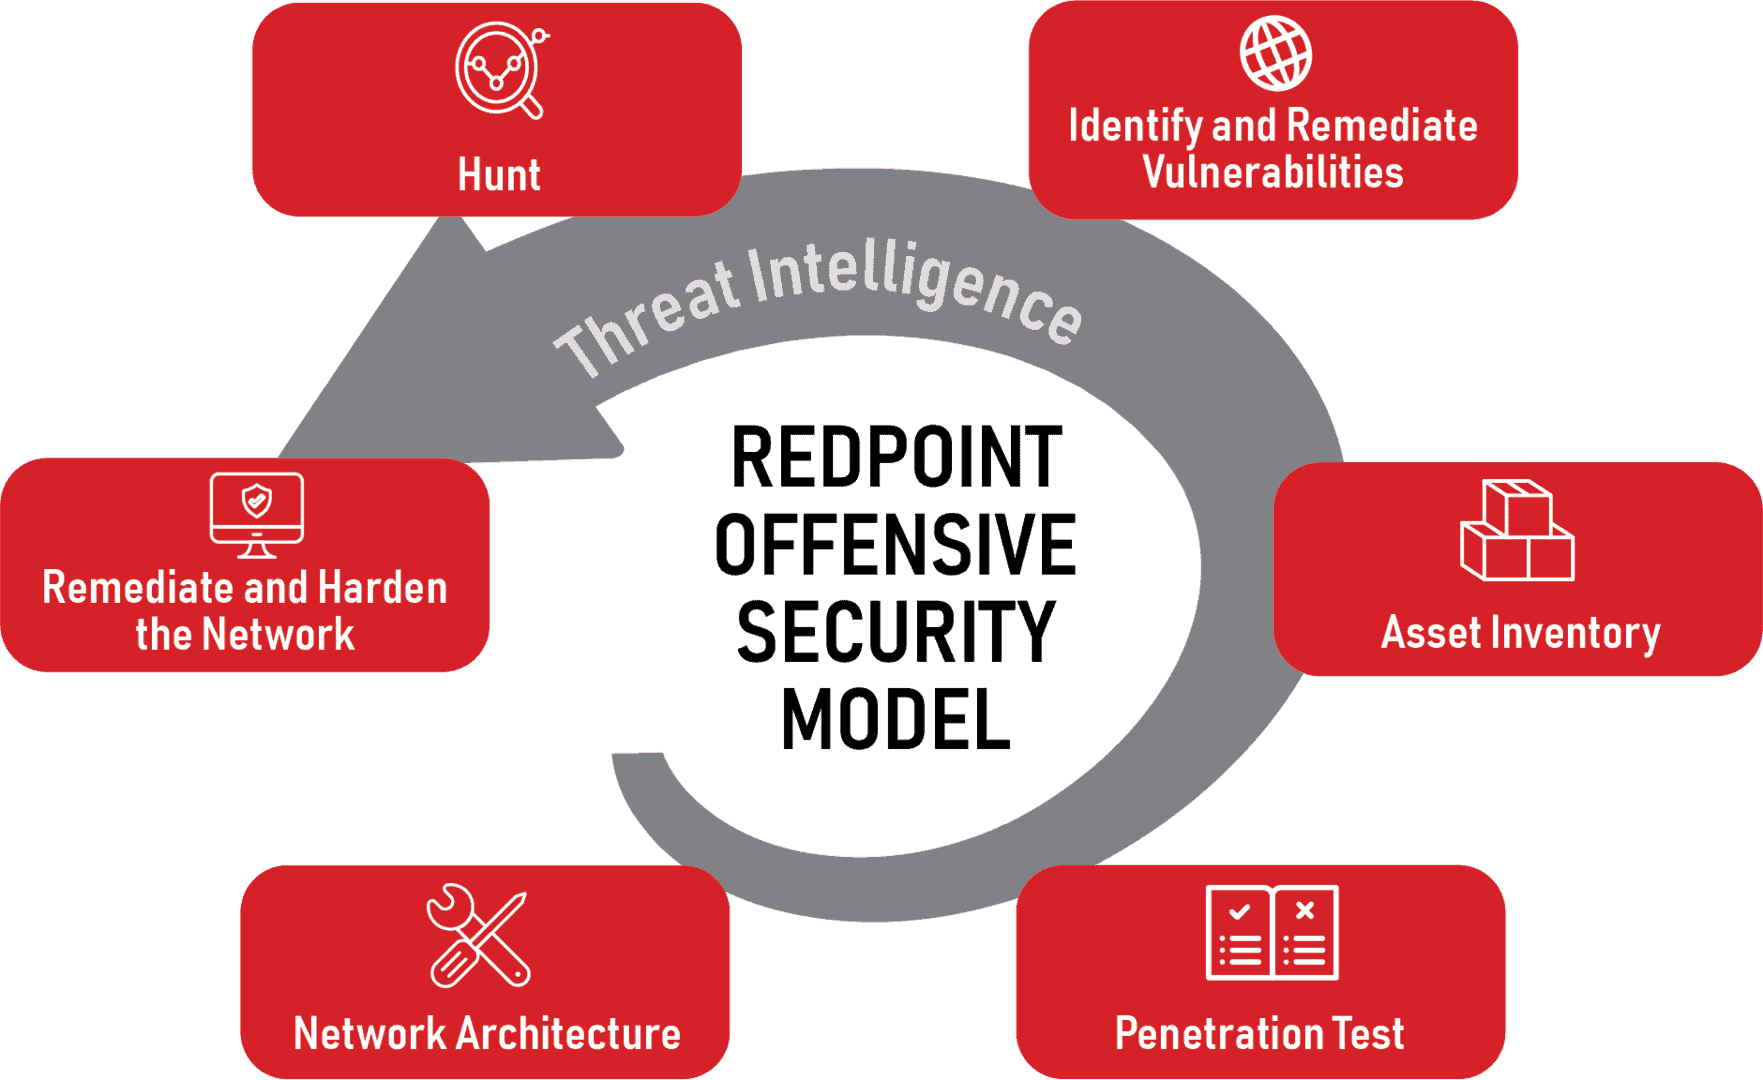 Hunt
Identify and Remediate
Vulnerabilities
Threat Intelligence
REDPOINT
OFFENSIVE
SECURITY
MODEL
Remediate and Harden
the Network
Asset Inventory
Network Architecture
Penetration Test